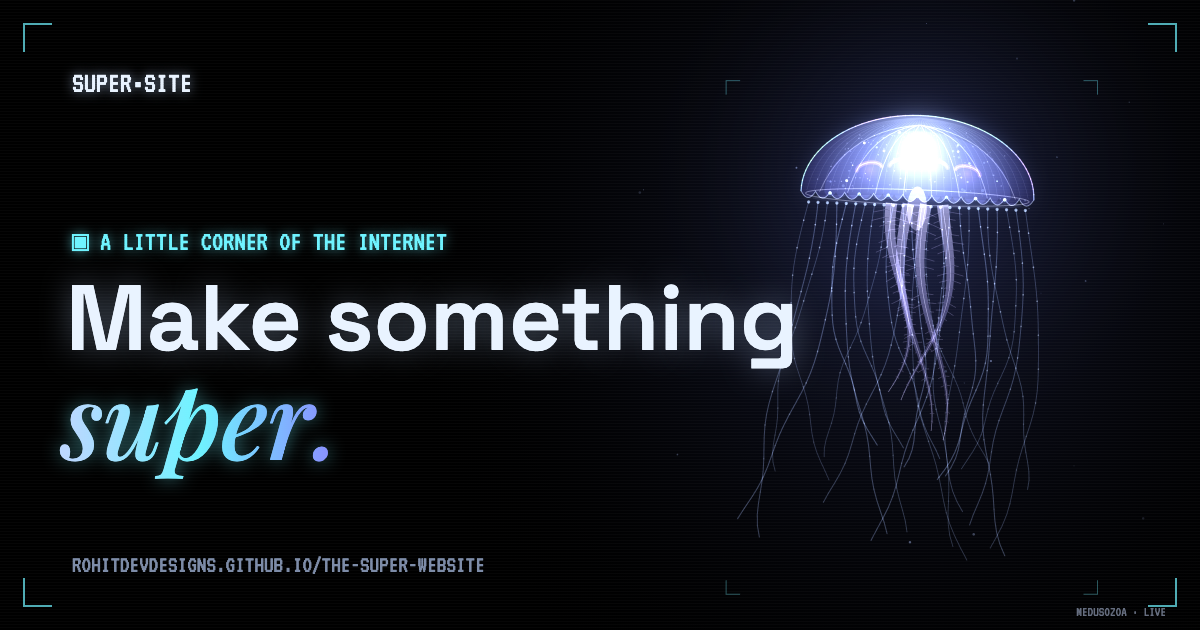 SUPER▪SITE
▣ A LITTLE CORNER OF THE INTERNET
Make something
super.
ROHITDEVDESIGNS.GITHUB.IO/THE-SUPER-WEBSITE
MEDUSOZOA · LIVE